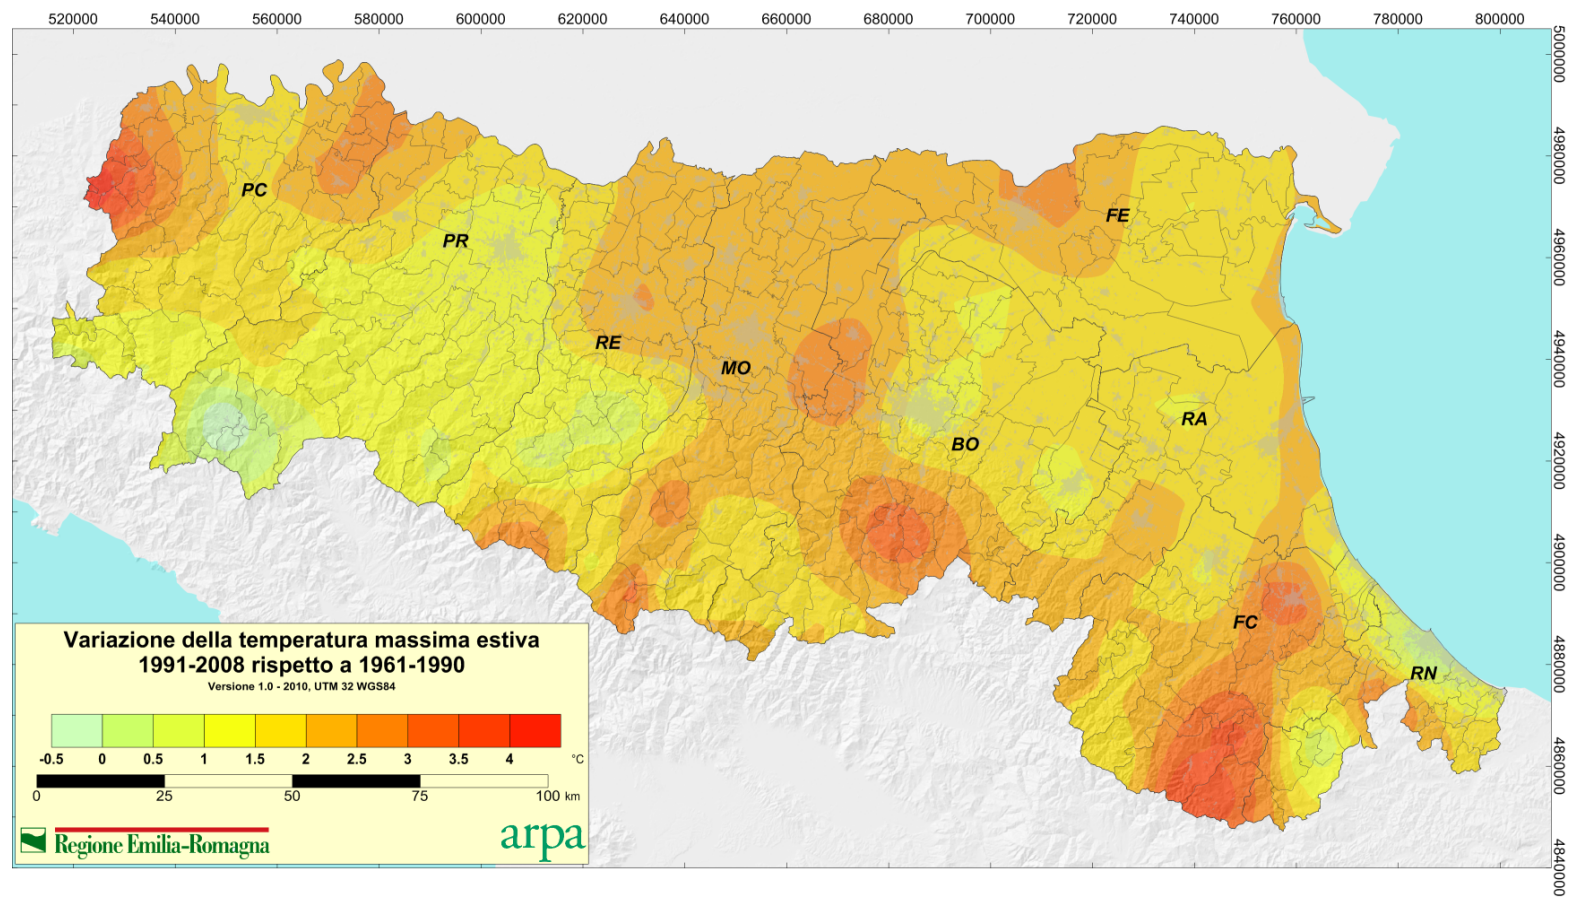 520000 540000 560000 580000 600000 620000 640000 660000 680000 700000 720000 740000 760000 780000 800000
5000000
4980000
4960000
4940000
4920000
4900000
4880000
4860000
4840000
PC
PR
RE
MO
FE
BO
RA
FC
RN
Variazione della temperatura massima estiva
1991-2008 rispetto a 1961-1990
Versione 1.0 - 2010, UTM 32 WGS84
-0.5 0 0.5 1 1.5 2 2.5 3 3.5 4 °C
0 25 50 75 100 km
Regione Emilia-Romagna
arpa